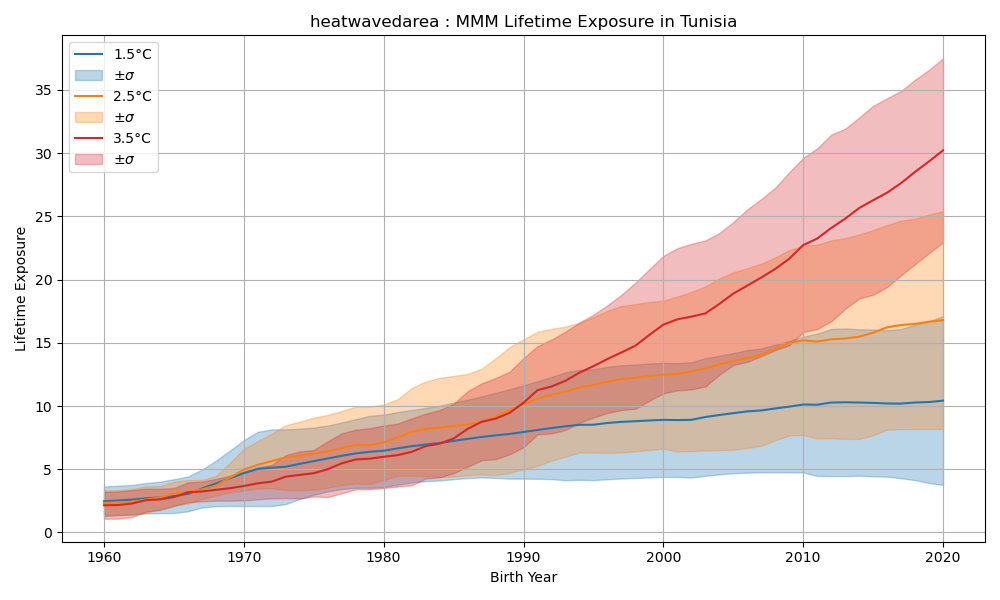 heatwavedarea : MMM Lifetime Exposure in Tunisia
1.5°C
±σ
2.5°C
±σ
3.5°C
±σ
Lifetime Exposure
35
30
25
20
15
10
5
0
1960 1970 1980 1990 2000 2010 2020
Birth Year